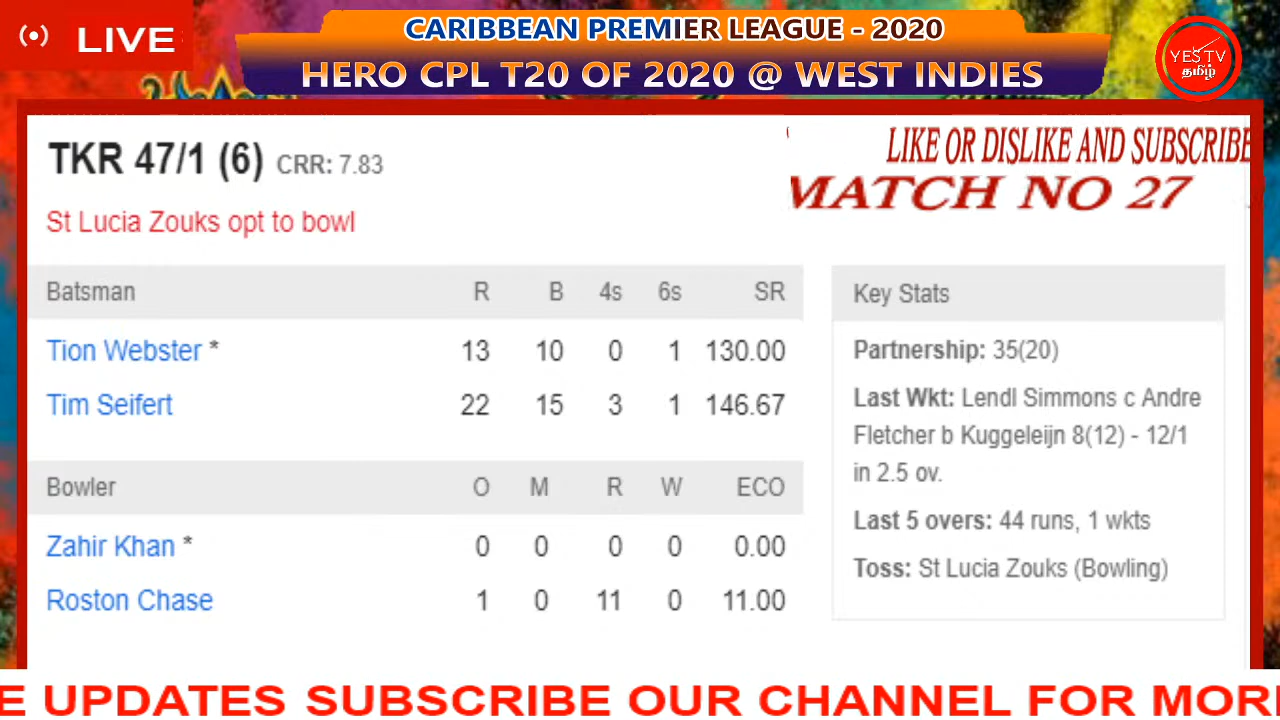 LIVE
CARIBBEAN PREMIER LEAGUE - 2020
HERO CPL T20 OF 2020 @ WEST INDIES
YES TV
தமிழ்
TKR 47/1 (6) CRR: 7.83
LIKE OR DISLIKE AND SUBSCRIBE
MATCH NO 27
St Lucia Zouks opt to bowl
Batsman R B 4s 6s SR
Tion Webster * 13 10 0 1 130.00
Tim Seifert 22 15 3 1 146.67
Bowler O M R W ECO
Zahir Khan * 0 0 0 0 0.00
Roston Chase 1 0 11 0 11.00
Key Stats
Partnership: 35(20)
Last Wkt: Lendl Simmons c Andre
Fletcher b Kuggeleijn 8(12) - 12/1
in 2.5 ov.
Last 5 overs: 44 runs, 1 wkts
Toss: St Lucia Zouks (Bowling)
E UPDATES SUBSCRIBE OUR CHANNEL FOR MOR